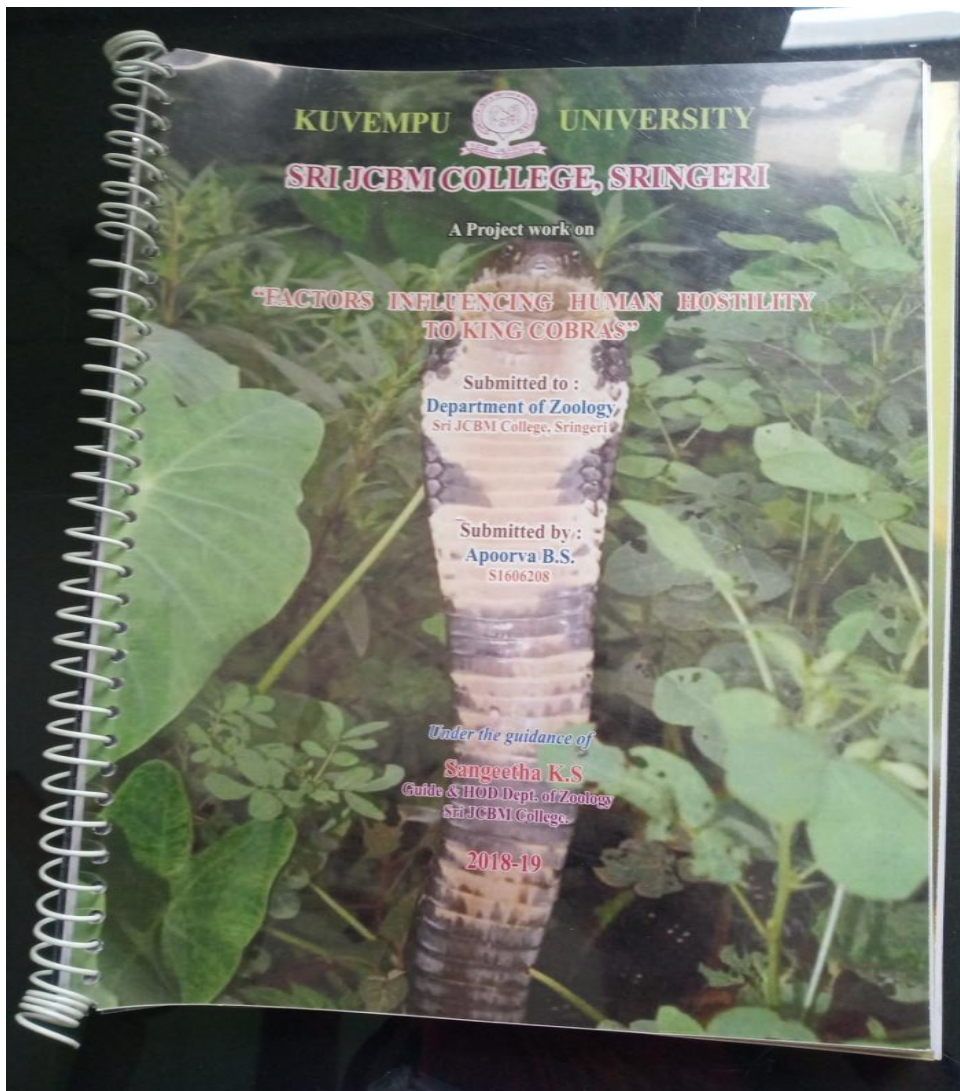 KUVEMPU UNIVERSITY
SRI JCBM COLLEGE, SRINGERI
A Project work on
“FACTORS INFLUENCING HUMAN HOSTILITY
TO KING COBRAS”
Submitted to :
Department of Zoology
Sri JCBM College, Sringeri
Submitted by :
Apoorva B.S.
S1606208
Under the guidance of
Sangeetha K.S
Guide & HOD Dept. of Zoology
Sri JCBM College.
2018-19